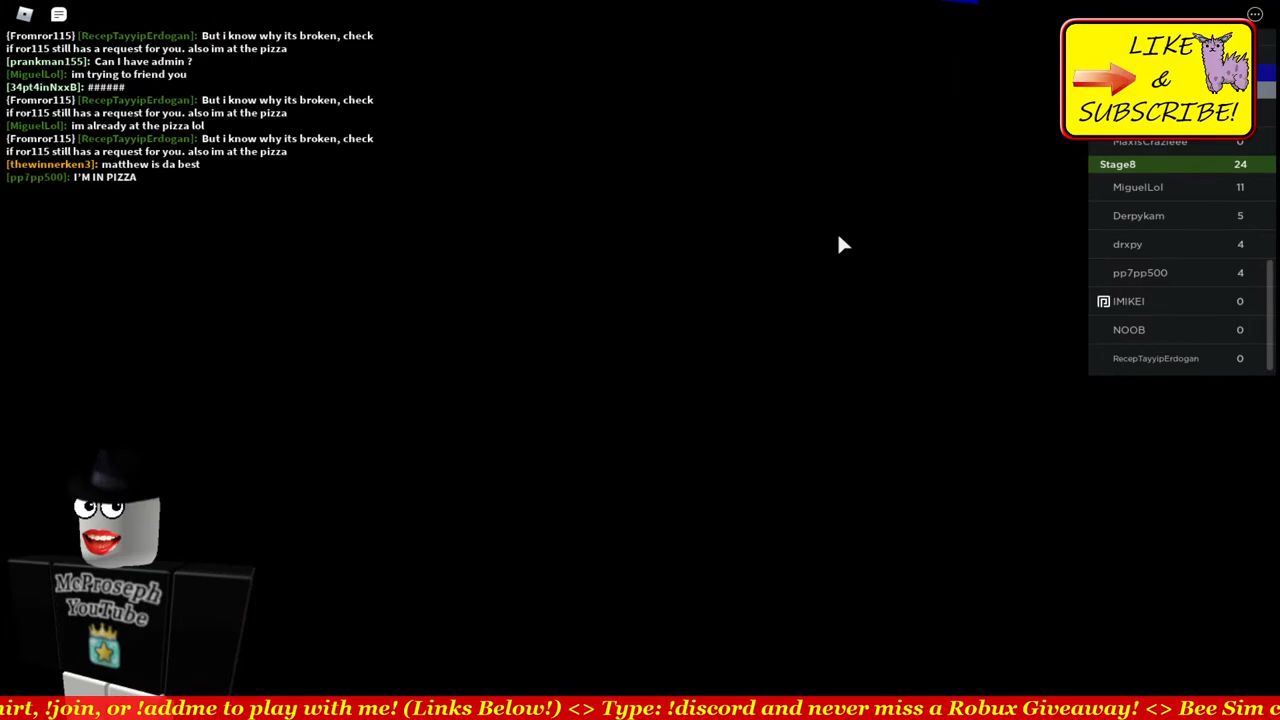 {Fromror115} [RecepTayyipErdogan]: But i know why its broken, check
if ror115 still has a request for you. also im at the pizza
[prankman155]: Can I have admin ?
[MiguelLol]: im trying to friend you
[34pt4inNxxB]: ######
{Fromror115} [RecepTayyipErdogan]: But i know why its broken, check
if ror115 still has a request for you. also im at the pizza
[MiguelLol]: im already at the pizza lol
{Fromror115} [RecepTayyipErdogan]: But i know why its broken, check
if ror115 still has a request for you. also im at the pizza
[thewinnerken3]: matthew is da best
[pp7pp500]: I'M IN PIZZA
LIKE
&
SUBSCRIBE!
MaxIsCrazieee 0
Stage8 24
MiguelLol 11
Derpykam 5
drxpy 4
pp7pp500 4
IMIKEI 0
NOOB 0
RecepTayyipErdogan 0
McProseph
YouTube
hirt, !join, or !addme to play with me! (Links Below!) <> Type: !discord and never miss a Robux Giveaway! <> Bee Sim c